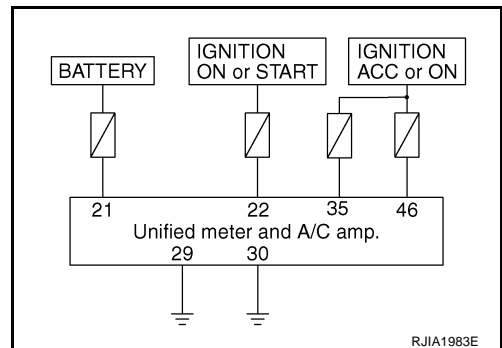 IGNITION
ON or START
IGNITION
ACC or ON
BATTERY
21
22
35
46
Unified meter and A/C amp.
29
30
RJIA1983E